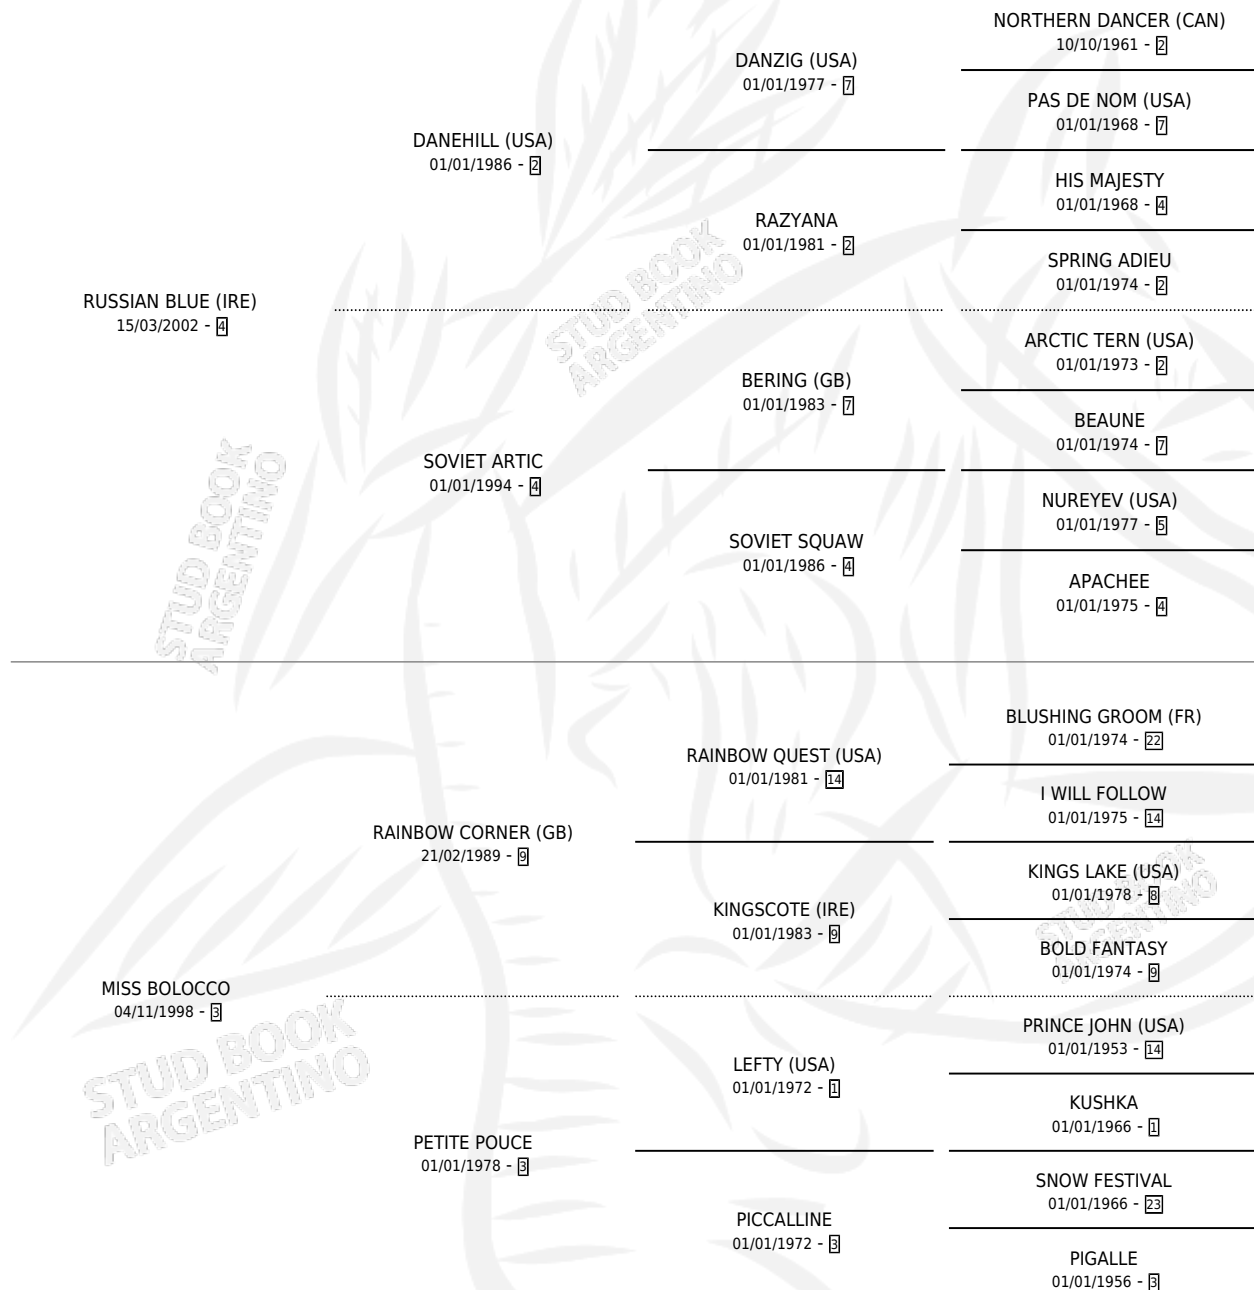 NORTHERN DANCER (CAN)
10/10/1961 - 2
DANZIG (USA)
01/01/1977 - 7
PAS DE NOM (USA)
01/01/1968 - 7
DANEHILL (USA)
01/01/1986 - 2
HIS MAJESTY
01/01/1968 - 4
RAZYANA
01/01/1981 - 2
SPRING ADIEU
01/01/1974 - 2
RUSSIAN BLUE (IRE)
15/03/2002 - 4
STUD BOOK
ARGENTINO
ARCTIC TERN (USA)
01/01/1973 - 2
BERING (GB)
01/01/1983 - 7
BEAUNE
01/01/1974 - 7
SOVIET ARTIC
01/01/1994 - 4
NUREYEV (USA)
01/01/1977 - 5
SOVIET SQUAW
01/01/1986 - 4
APACHEE
01/01/1975 - 4
STUD BOOK
ARGENTINO
BLUSHING GROOM (FR)
01/01/1974 - 22
RAINBOW QUEST (USA)
01/01/1981 - 14
I WILL FOLLOW
01/01/1975 - 14
RAINBOW CORNER (GB)
21/02/1989 - 9
KINGS LAKE (USA)
01/01/1978 - 8
KINGSCOTE (IRE)
01/01/1983 - 9
STUD BOOK
ARGENTINO
BOLD FANTASY
01/01/1974 - 9
MISS BOLOCCO
04/11/1998 - 3
PRINCE JOHN (USA)
01/01/1953 - 14
LEFTY (USA)
01/01/1972 - 1
STUD BOOK
ARGENTINO
KUSHKA
01/01/1966 - 1
PETITE POUCE
01/01/1978 - 3
SNOW FESTIVAL
01/01/1966 - 23
PICCALLINE
01/01/1972 - 3
PIGALLE
01/01/1956 - 3